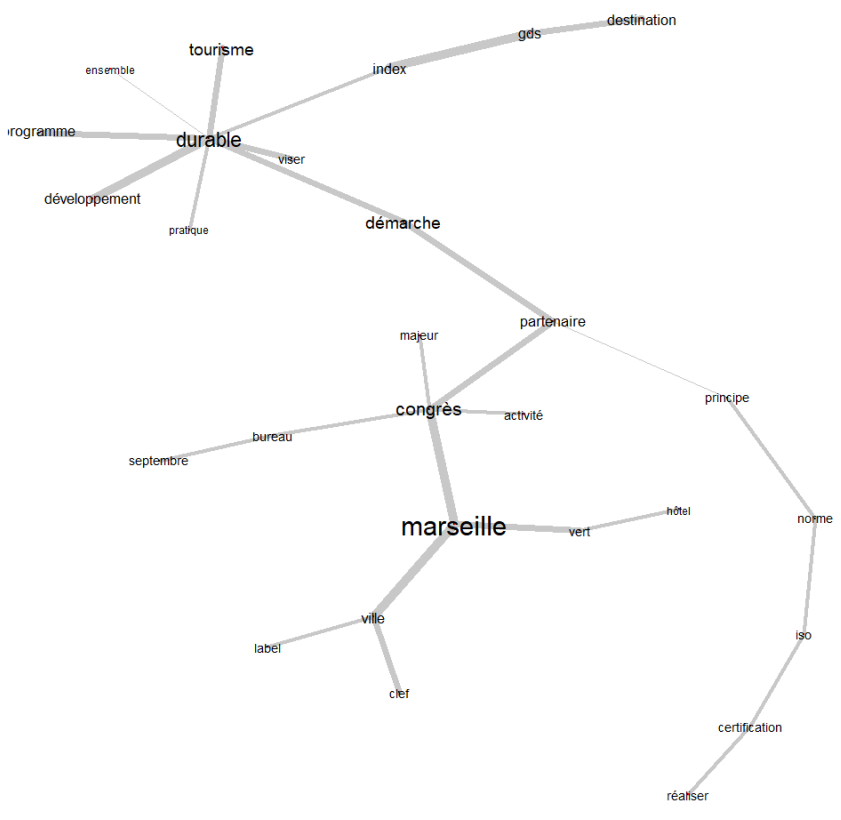 destination
gds
tourisme
index
ensemble
programme
durable
viser
développement
pratique
démarche
partenaire
majeur
principe
congrès
activité
bureau
septembre
hôtel
norme
marseille
vert
ville
iso
label
clef
certification
réaliser